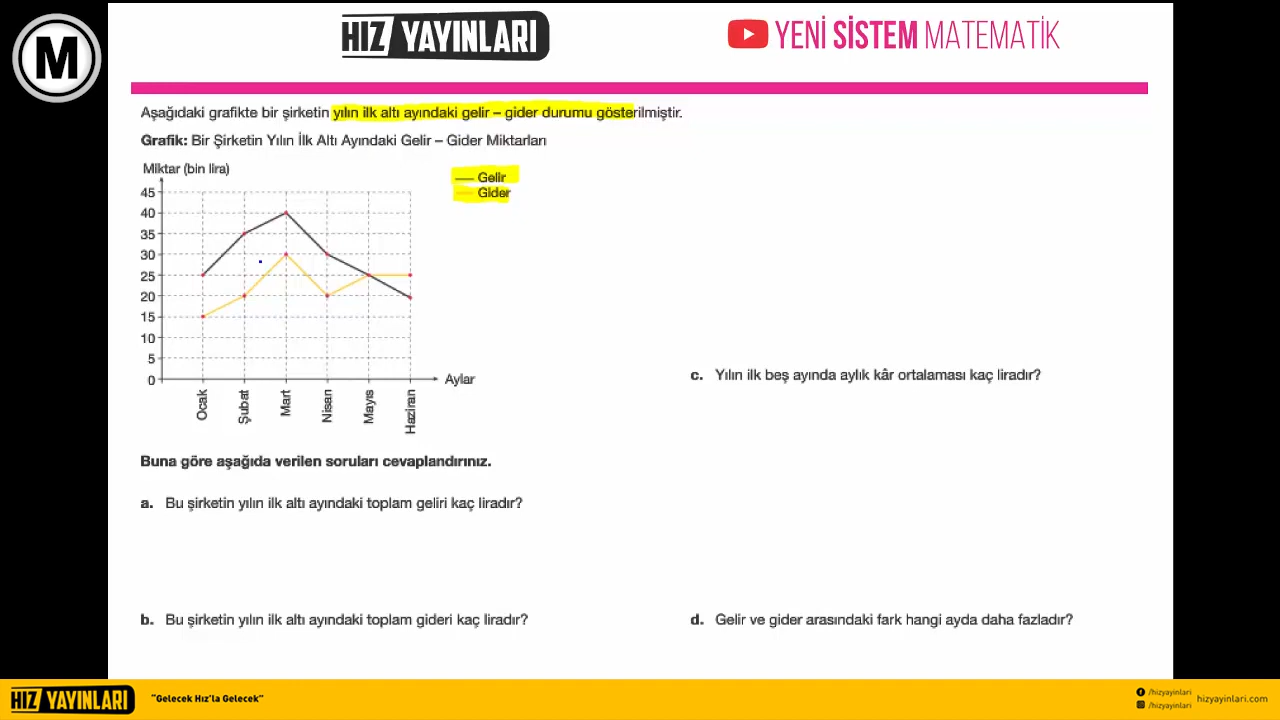 M
HIZ YAYINLARI
YENİ SİSTEM MATEMATİK
Aşağıdaki grafikte bir şirketin yılın ilk altı ayındaki gelir – gider durumu gösterilmiştir.
Grafik: Bir Şirketin Yılın İlk Altı Ayındaki Gelir – Gider Miktarları
Miktar (bin lira)
Gelir
Gider
45
40
35
30
25
20
15
10
5
0
Aylar
Ocak
Şubat
Mart
Nisan
Mayıs
Haziran
Buna göre aşağıda verilen soruları cevaplandırınız.
a. Bu şirketin yılın ilk altı ayındaki toplam geliri kaç liradır?
b. Bu şirketin yılın ilk altı ayındaki toplam gideri kaç liradır?
c. Yılın ilk beş ayında aylık kâr ortalaması kaç liradır?
d. Gelir ve gider arasındaki fark hangi ayda daha fazladır?
HIZ YAYINLARI
"Gelecek Hız'la Gelecek"
/hizyayinlari
/hizyayinlari
hizyayinlari.com